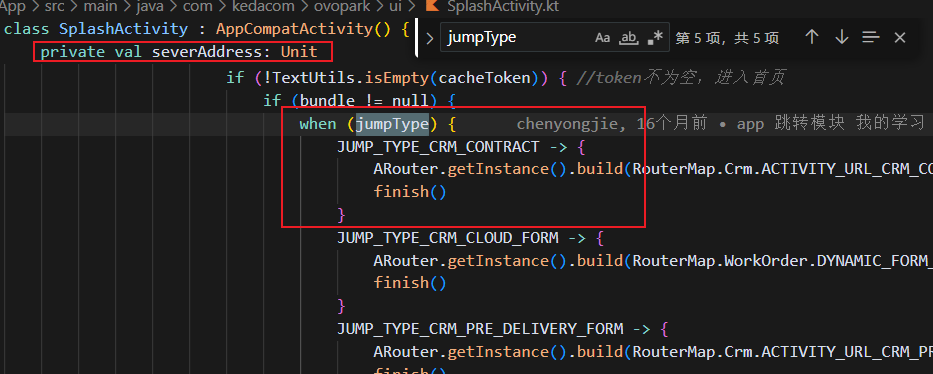 App > src > main > java > com > kedacom > ovopark > ui > SplashActivity.kt
class SplashActivity : AppCompatActivity() {
jumpType
Aa ab .* 第 5 项，共 5 项
private val severAddress: Unit
if (!TextUtils.isEmpty(cacheToken)) { //token不为空，进入首页
if (bundle != null) {
when (jumpType) { chenyongjie, 16个月前 • app 跳转模块 我的学习
JUMP_TYPE_CRM_CONTRACT -> {
ARouter.getInstance().build(RouterMap.Crm.ACTIVITY_URL_CRM_CO
finish()
}
JUMP_TYPE_CRM_CLOUD_FORM -> {
ARouter.getInstance().build(RouterMap.WorkOrder.DYNAMIC_FORM_
finish()
}
JUMP_TYPE_CRM_PRE_DELIVERY_FORM -> {
ARouter.getInstance().build(RouterMap.Crm.ACTIVITY_URL_CRM_PR
finish()